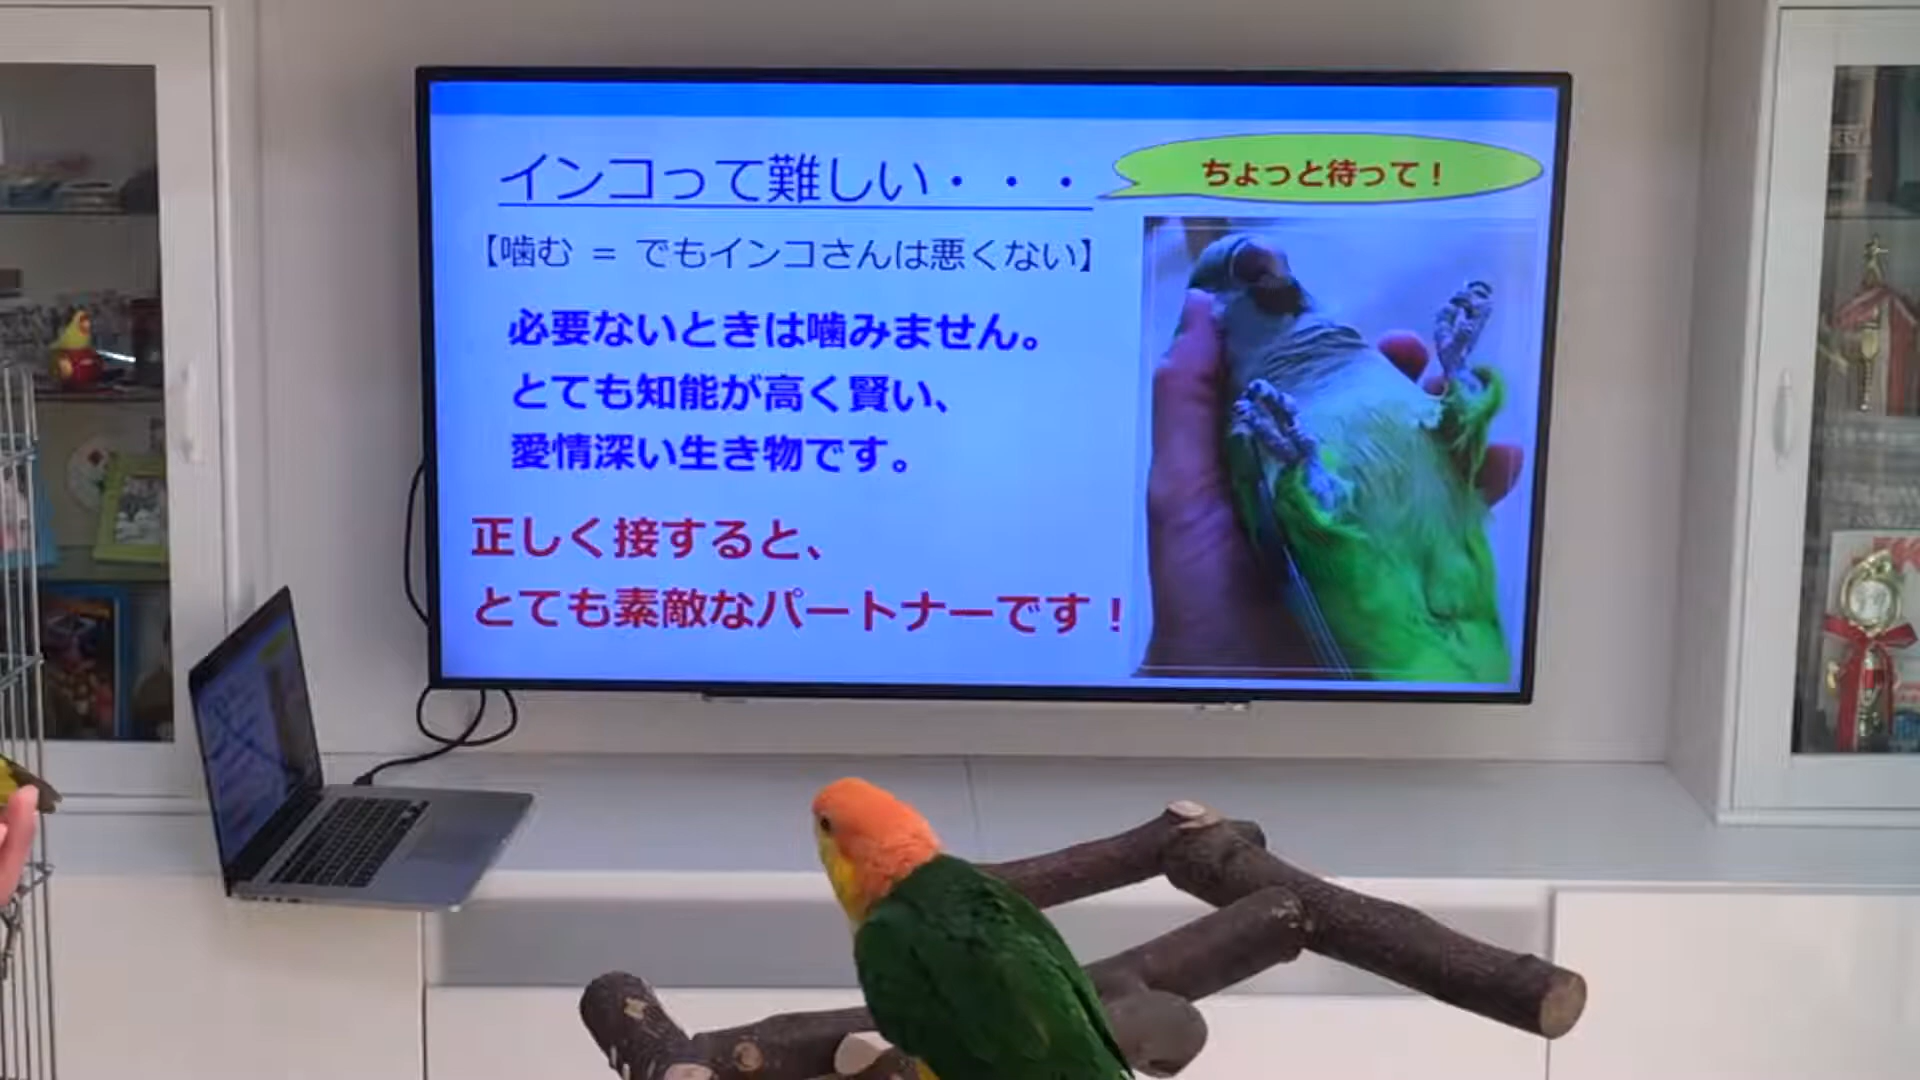 インコって難しい・・・
ちょっと待って！
【噛む ＝ でもインコさんは悪くない】
必要ないときは噛みません。
とても知能が高く賢い、
愛情深い生き物です。
正しく接すると、
とても素敵なパートナーです！